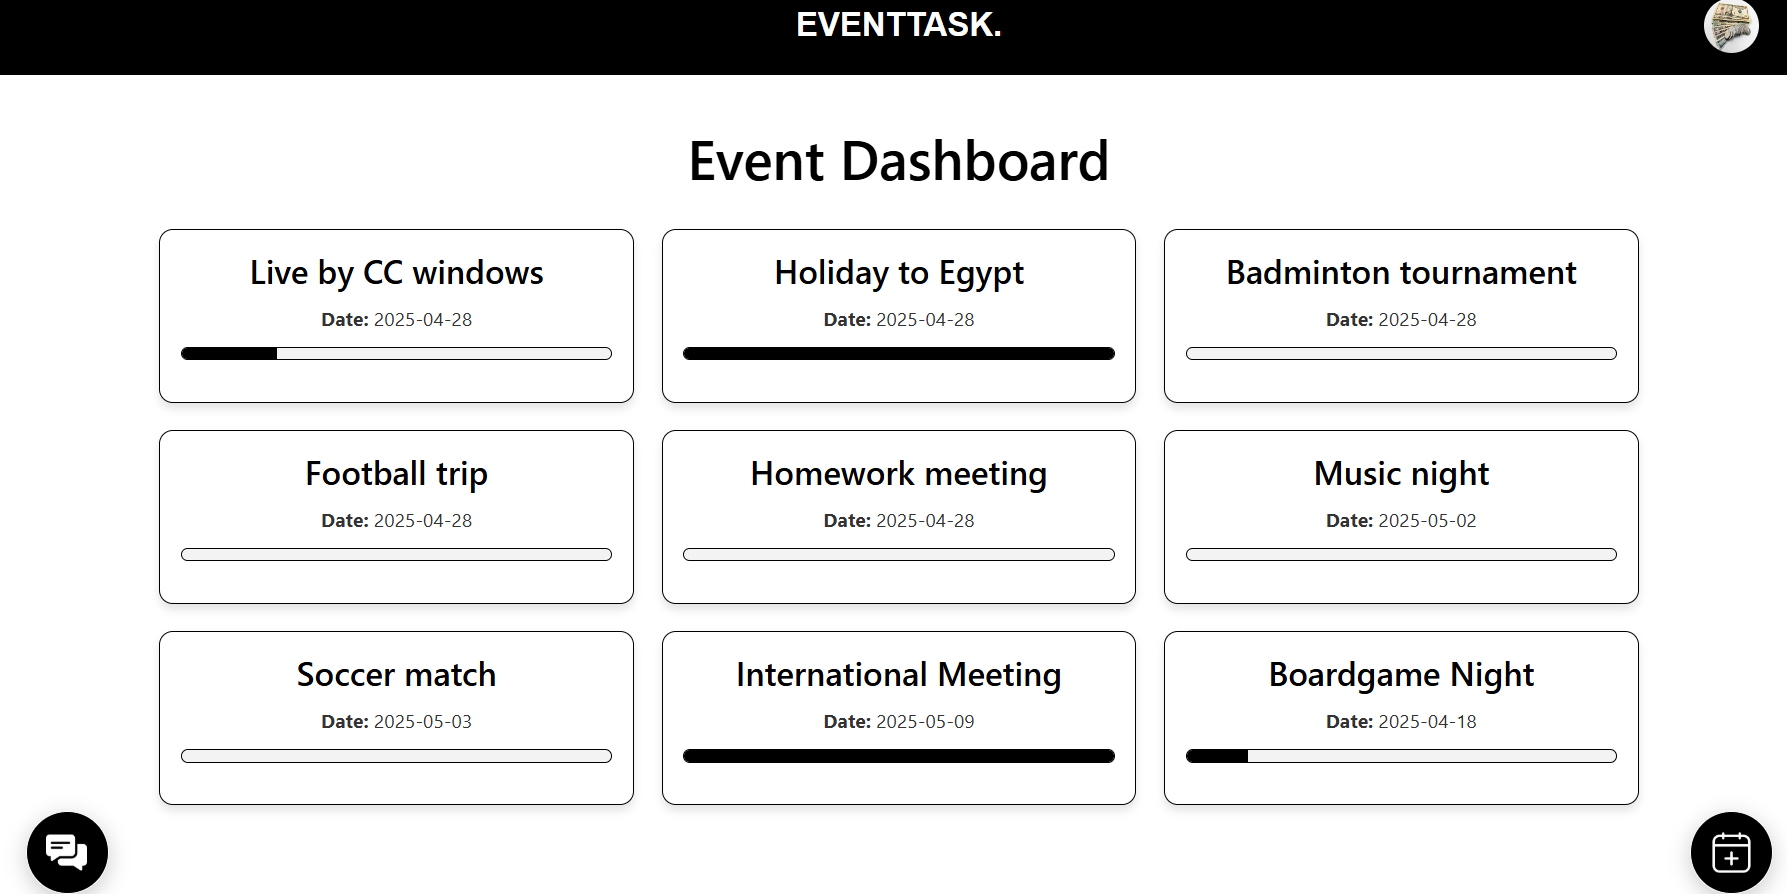 EVENTTASK.
Event Dashboard
Live by CC windows
Date: 2025-04-28
Holiday to Egypt
Date: 2025-04-28
Badminton tournament
Date: 2025-04-28
Football trip
Date: 2025-04-28
Homework meeting
Date: 2025-04-28
Music night
Date: 2025-05-02
Soccer match
Date: 2025-05-03
International Meeting
Date: 2025-05-09
Boardgame Night
Date: 2025-04-18